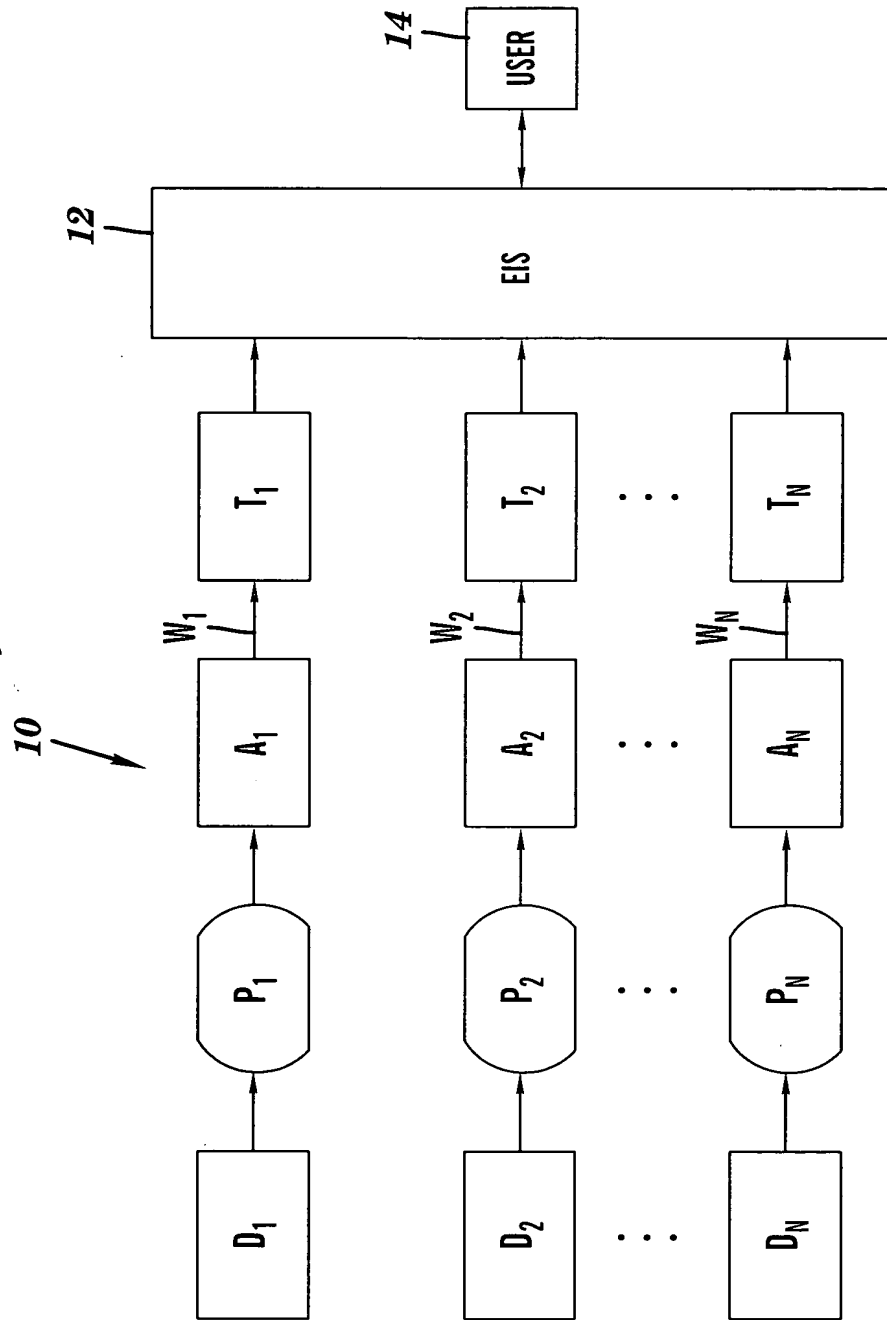 10
12
14
D1 P1 A1 W1 T1
EIS
USER
D2 P2 A2 W2 T2
DN PN AN WN TN